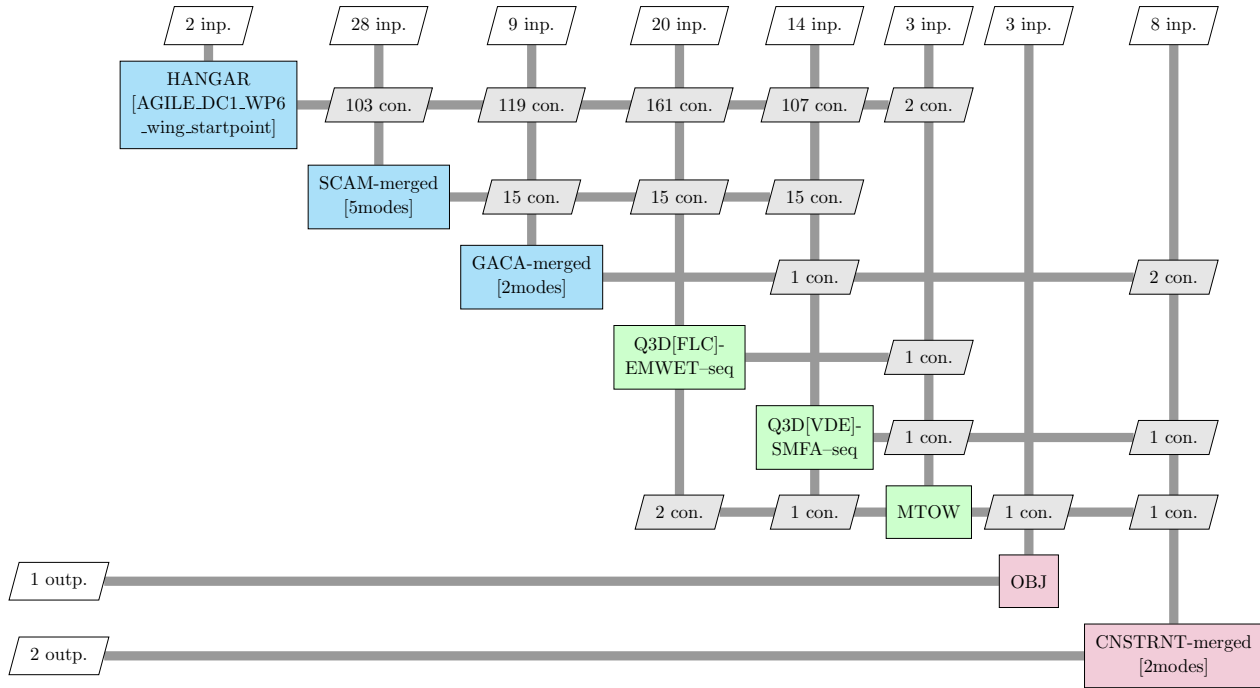 2 inp.
28 inp.
9 inp.
20 inp.
14 inp.
3 inp.
3 inp.
8 inp.
HANGAR
[AGILE_DC1_WP6
_wing_startpoint]
103 con.
119 con.
161 con.
107 con.
2 con.
SCAM-merged
[5modes]
15 con.
15 con.
15 con.
GACA-merged
[2modes]
1 con.
2 con.
Q3D[FLC]-
EMWET–seq
1 con.
Q3D[VDE]-
SMFA–seq
1 con.
1 con.
2 con.
1 con.
MTOW
1 con.
1 con.
1 outp.
OBJ
2 outp.
CNSTRNT-merged
[2modes]